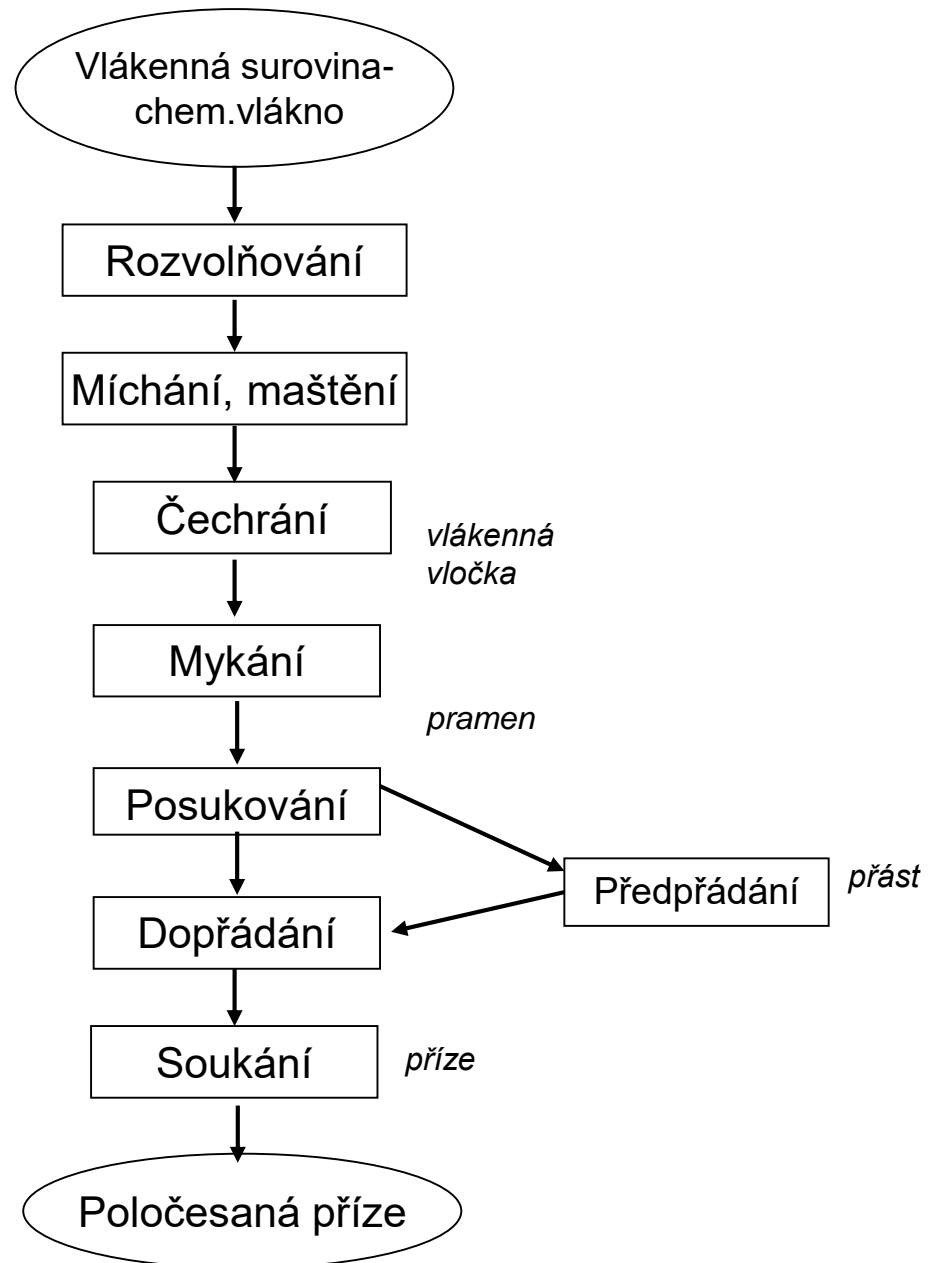 Vlákenná surovina-
chem.vlákno
Rozvolňování
Míchání, maštění
Čechrání
vlákenná
vločka
Mykání
pramen
Posukování
Předpřádání
přást
Dopřádání
Soukání
příze
Poločesaná příze